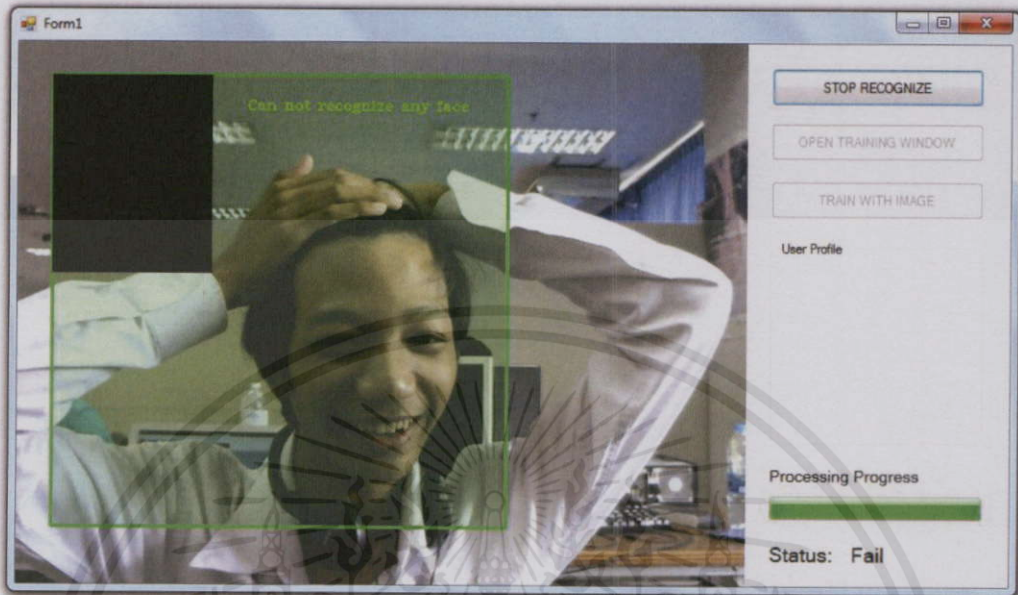 Form1
Can not recognize any face
STOP RECOGNIZE
OPEN TRAINING WINDOW
TRAIN WITH IMAGE
User Profile
Processing Progress
Status: Fail